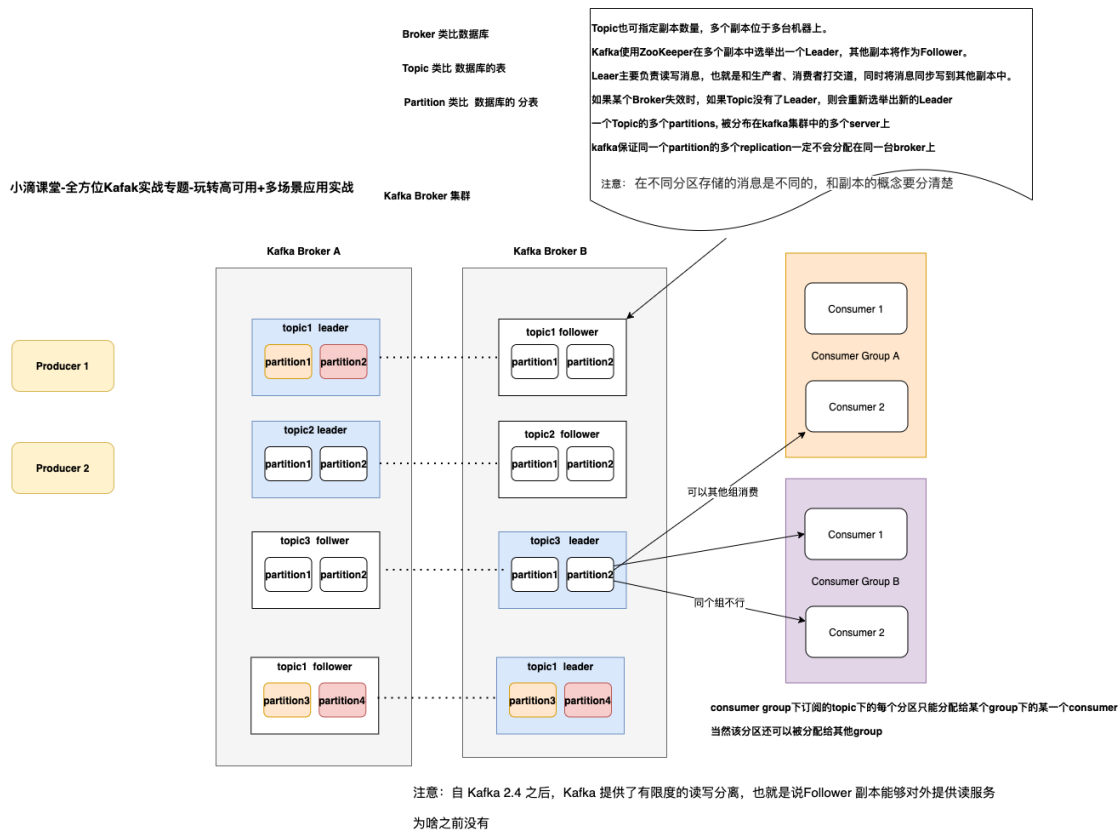 Broker 类比数据库
Topic 类比 数据库的表
Partition 类比 数据库的 分表
Topic也可指定副本数量，多个副本位于多台机器上。
Kafka使用ZooKeeper在多个副本中选举出一个Leader，其他副本将作为Follower。
Leaer主要负责读写消息，也就是和生产者、消费者打交道，同时将消息同步写到其他副本中。
如果某个Broker失效时，如果Topic没有了Leader，则会重新选举出新的Leader
一个Topic的多个partitions, 被分布在kafka集群中的多个server上
kafka保证同一个partition的多个replication一定不会分配在同一台broker上
注意： 在不同分区存储的消息是不同的，和副本的概念要分清楚
小滴课堂-全方位Kafak实战专题-玩转高可用+多场景应用实战
Kafka Broker 集群
Kafka Broker A
Kafka Broker B
Producer 1
Producer 2
topic1 leader
partition1 partition2
topic1 follower
partition1 partition2
topic2 leader
partition1 partition2
topic2 follower
partition1 partition2
topic3 follwer
partition1 partition2
topic3 leader
partition1 partition2
topic1 follower
partition3 partition4
topic1 leader
partition3 partition4
Consumer 1
Consumer Group A
Consumer 2
可以其他组消费
同个组不行
Consumer 1
Consumer Group B
Consumer 2
consumer group下订阅的topic下的每个分区只能分配给某个group下的某一个consumer
当然该分区还可以被分配给其他group
注意：自 Kafka 2.4 之后，Kafka 提供了有限度的读写分离，也就是说Follower 副本能够对外提供读服务
为啥之前没有